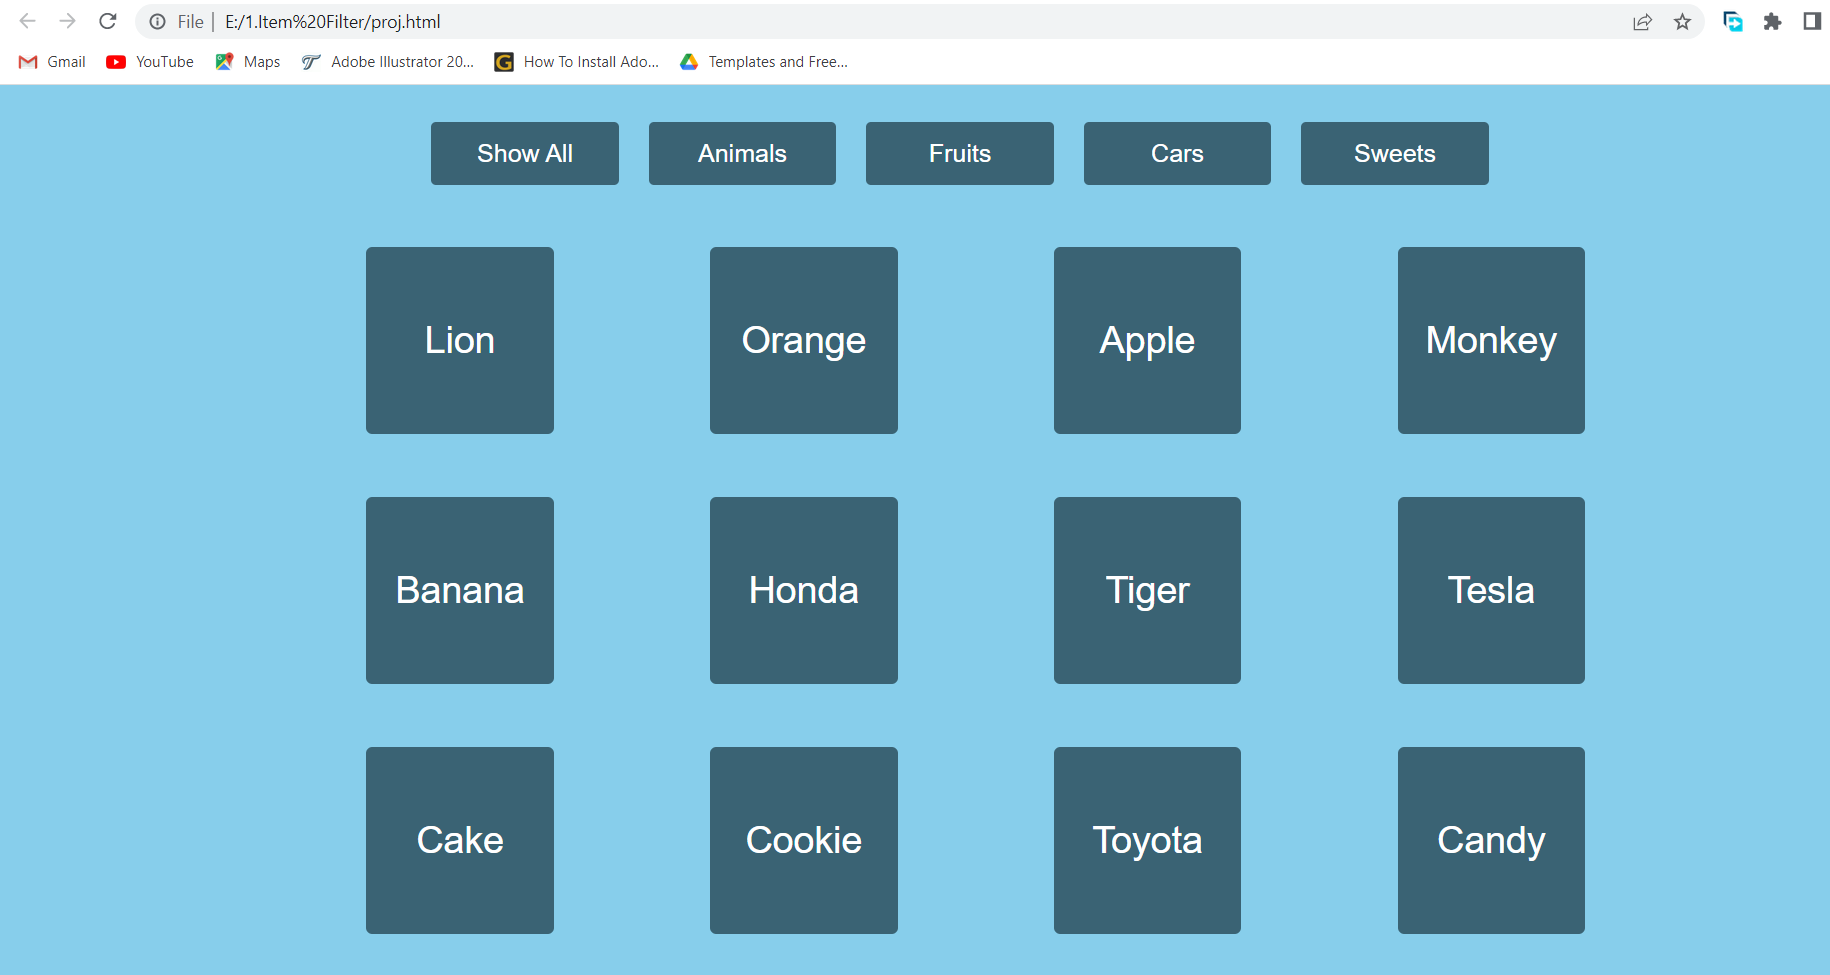 File | E:/1.Item%20Filter/proj.html
Gmail YouTube Maps Adobe Illustrator 20... How To Install Ado... Templates and Free...
Show All Animals Fruits Cars Sweets
Lion Orange Apple Monkey
Banana Honda Tiger Tesla
Cake Cookie Toyota Candy